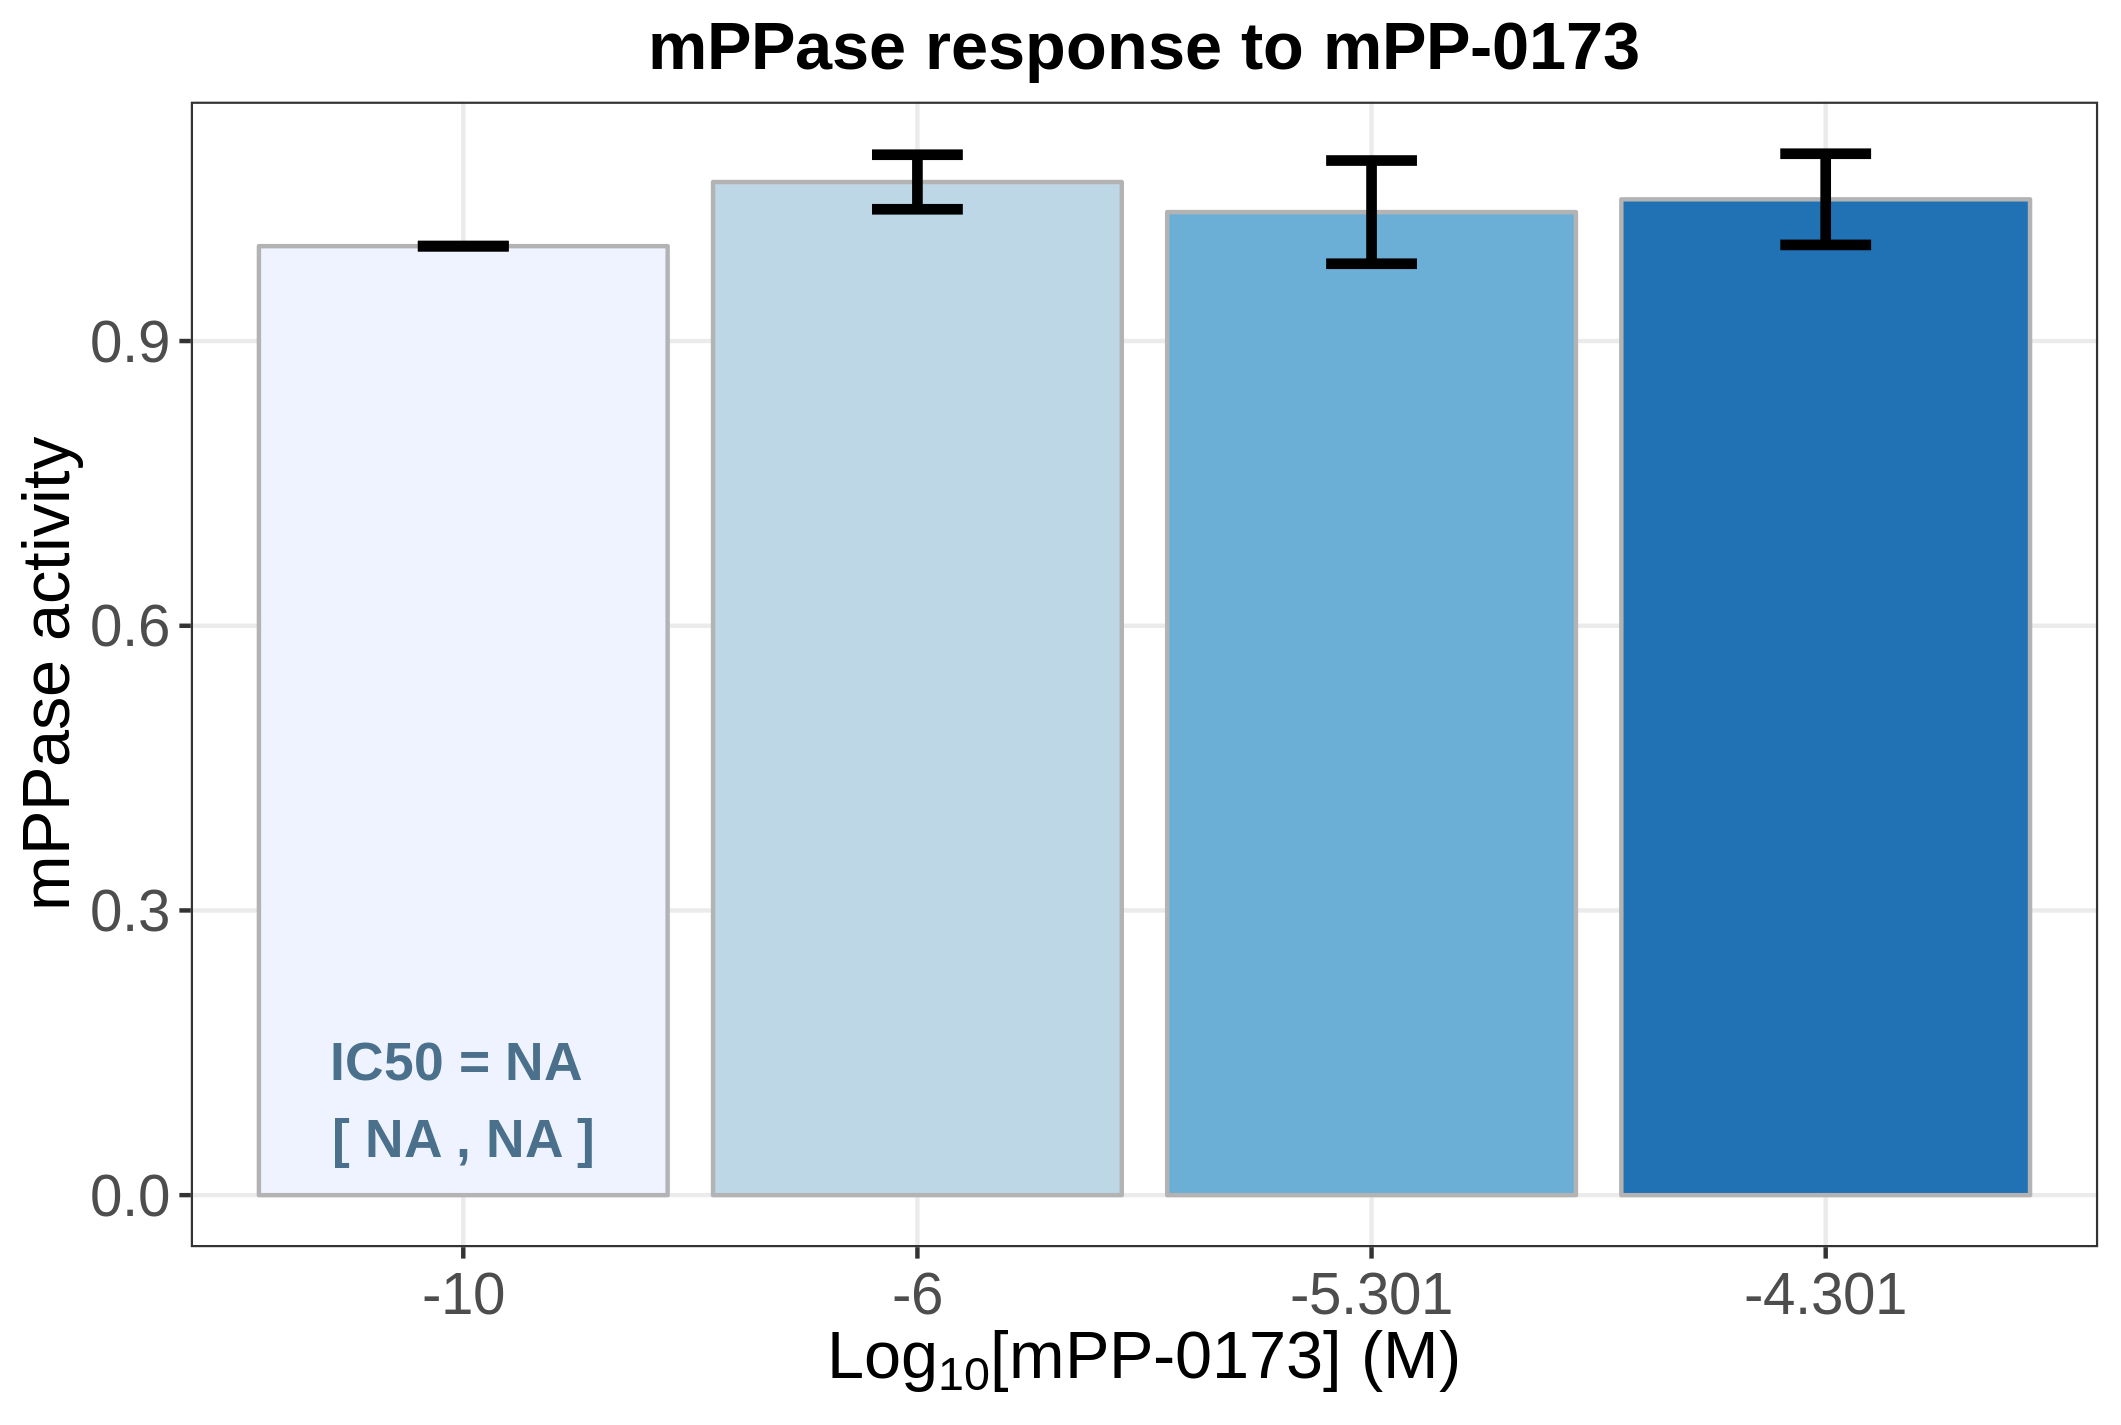 mPPase response to mPP-0173
mPPase activity
0.9
0.6
0.3
0.0
IC50 = NA
[ NA , NA ]
-10
-6
-5.301
-4.301
Log10[mPP-0173] (M)